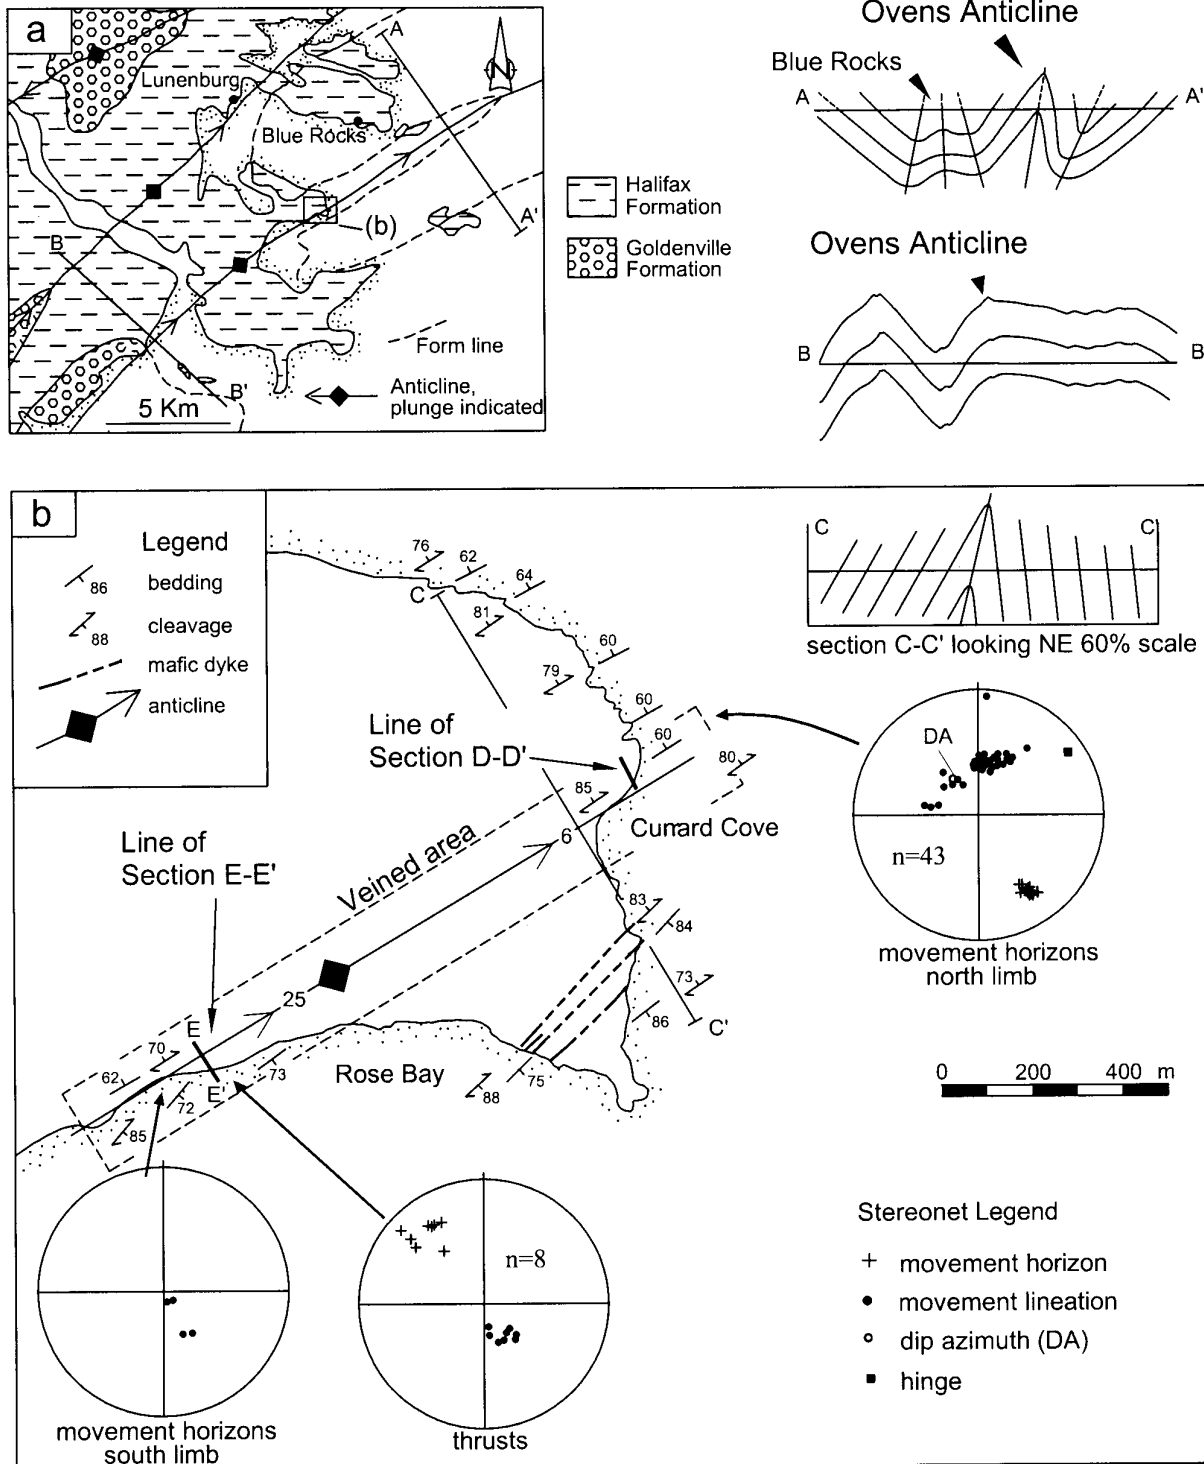 a
A
N
Lunenburg
Blue Rocks
(b)
A'
B
Form line
Anticline,
plunge indicated
B'
5 Km
Halifax
Formation
Goldenville
Formation
Ovens Anticline
Blue Rocks
A
A'
Ovens Anticline
B
B
b
Legend
86
bedding
88
cleavage
mafic dyke
anticline
76
62
64
C
81
60
79
60
60
80
85
6
Line of
Section D-D'
Cunard Cove
Veined area
Line of
Section E-E'
25
83
84
73
86
C'
E
70
62
E'
72
73
85
Rose Bay
75
88
C
C'
section C-C' looking NE 60% scale
DA
n=43
movement horizons
north limb
0 200 400 m
movement horizons
south limb
n=8
thrusts
Stereonet Legend
+ movement horizon
movement lineation
dip azimuth (DA)
hinge